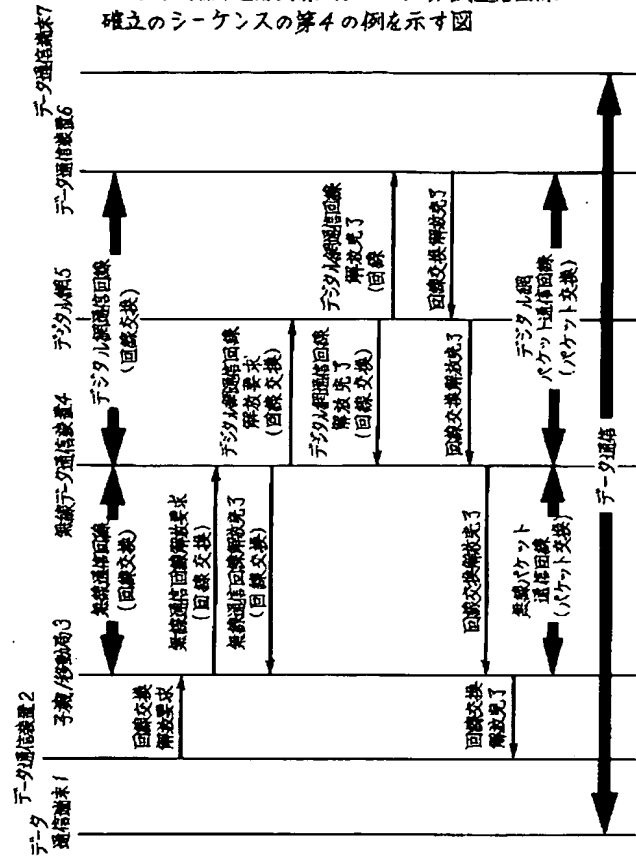 確立のシーケンスの第4の例を示す図
データ通信端末1
データ通信装置2
子機/移動局3
無線データ通信装置4
デジタル網5
データ通信装置6
データ通信端末7
無線通信回線
(回線交換)
デジタル網通信回線
(回線交換)
回線交換
解放要求
無線通信回線解放要求
(回線交換)
無線通信回線解放完了
(回線交換)
デジタル網通信回線
解放要求
(回線交換)
デジタル網通信回線
解放完了
(回線交換)
デジタル網通信回線
解放完了
(回線)
回線交換解放完了
回線交換解放完了
回線交換解放完了
回線交換
解放完了
無線パケット
通信回線
(パケット交換)
デジタル網
パケット通信回線
(パケット交換)
データ通信